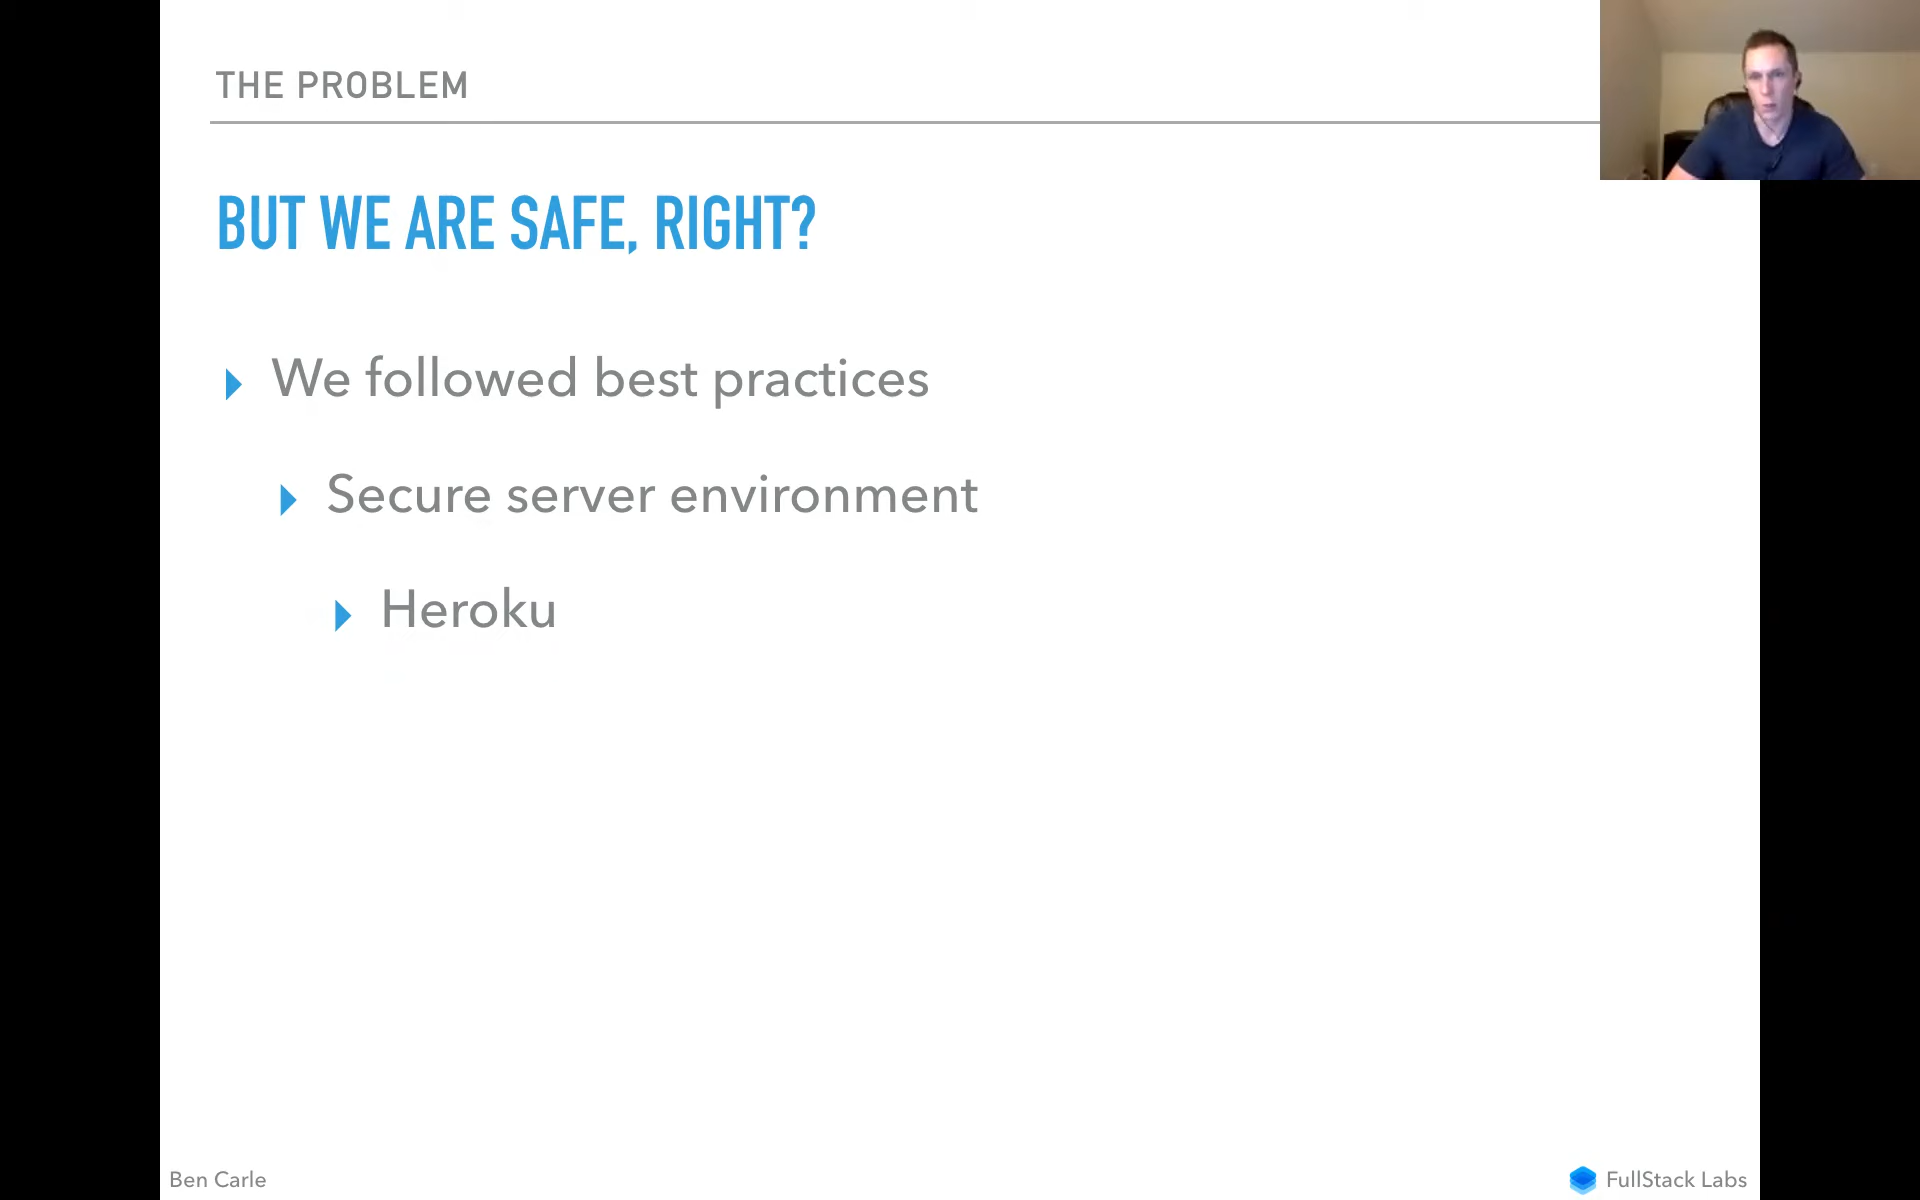 THE PROBLEM
BUT WE ARE SAFE, RIGHT?
We followed best practices
Secure server environment
Heroku
Ben Carle
FullStack Labs